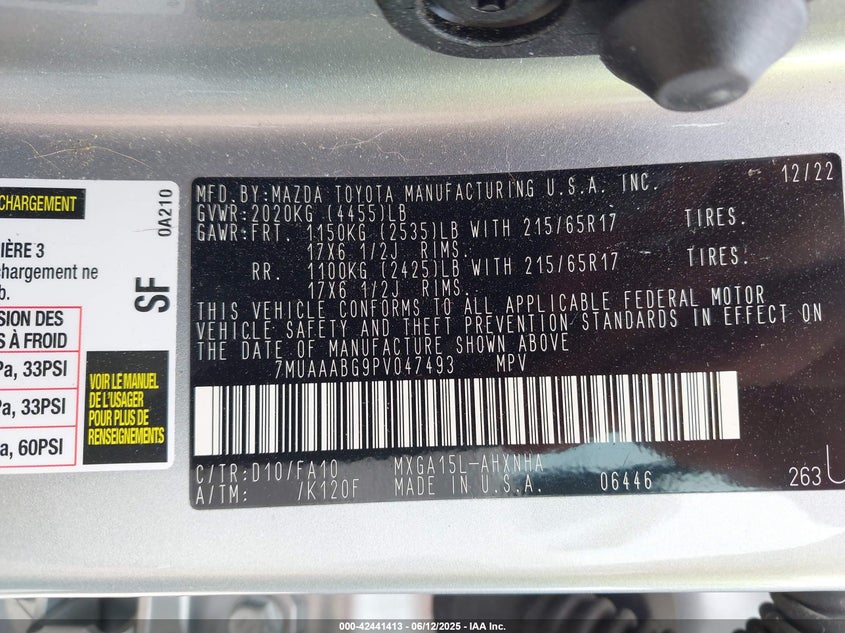 CHARGEMENT
0A210
IÈRE 3
chargement ne
b.
SF
SION DES
S À FROID
Pa, 33PSI
Pa, 33PSI
a, 60PSI
VOIR LE MANUEL
DE L'USAGER
POUR PLUS DE
RENSEIGNEMENTS
MFD.BY:MAZDA TOYOTA MANUFACTURING U.S.A. INC. 12/22
GVWR:2020KG (4455)LB
GAWR:FRT. 1150KG (2535)LB WITH 215/65R17 TIRES.
17X6 1/2J RIMS.
RR. 1100KG (2425)LB WITH 215/65R17 TIRES.
17X6 1/2J RIMS.
THIS VEHICLE CONFORMS TO ALL APPLICABLE FEDERAL MOTOR
VEHICLE SAFETY AND THEFT PREVENTION STANDARDS IN EFFECT ON
THE DATE OF MANUFACTURE SHOWN ABOVE
7MUAAABG9PV047493 MPV
C/TR:D10/FA10 MXGA15L-AHXNHA
A/TM: /K120F MADE IN U.S.A. 06446 263
000-42441413 - 06/12/2025 - IAA Inc.